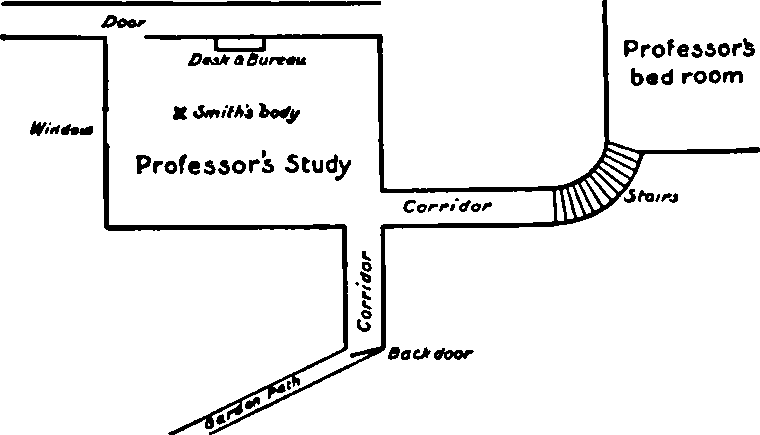 Door
Professor's
bed room
Desk & Bureau
Smith's body
Window
Professor's Study
Corridor
Stairs
Corridor
Back door
Garden Path